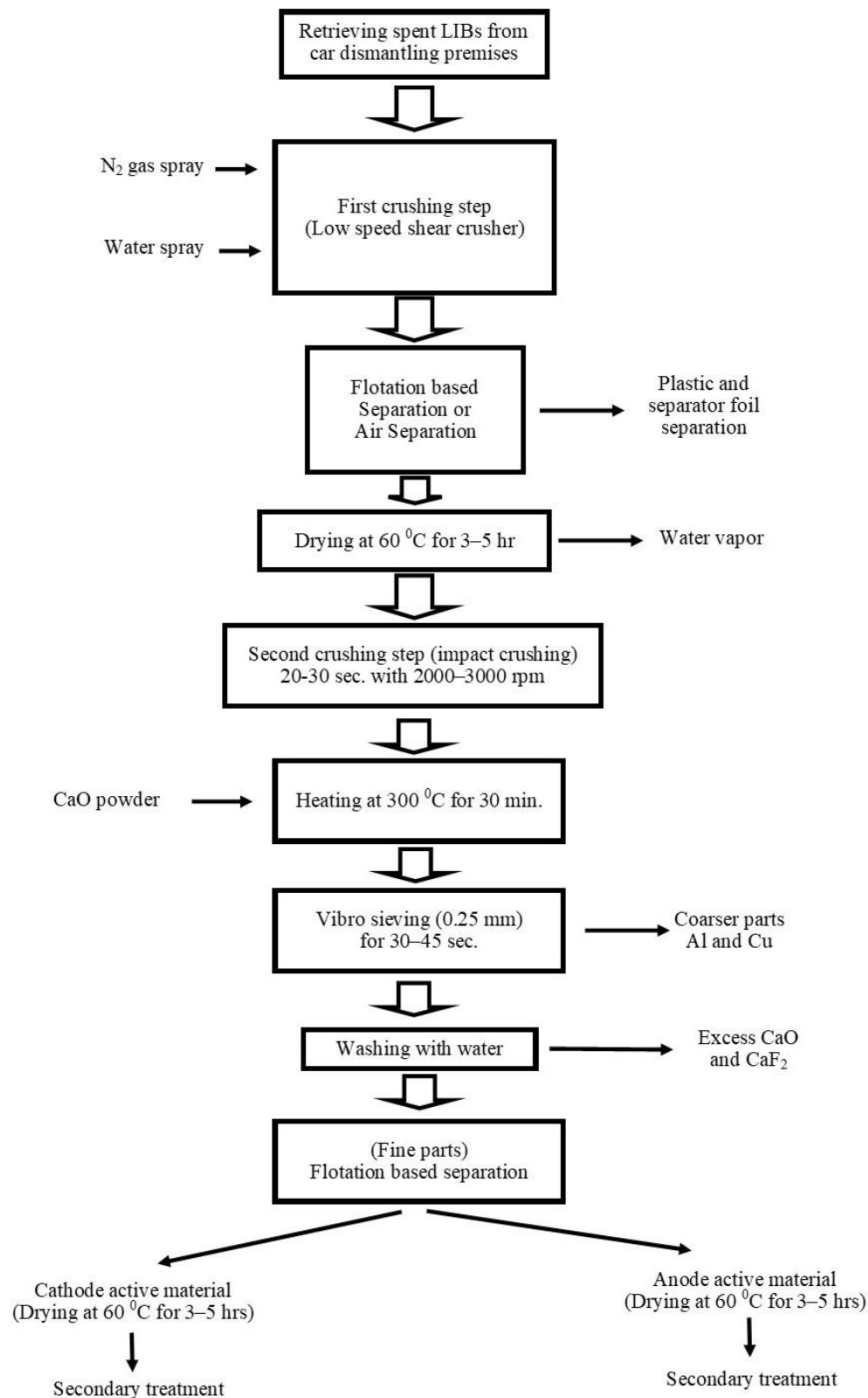 Retrieving spent LIBs from
car dismantling premises
N₂ gas spray
Water spray
First crushing step
(Low speed shear crusher)
Flotation based
Separation or
Air Separation
Plastic and
separator foil
separation
Drying at 60 ⁰C for 3–5 hr
Water vapor
Second crushing step (impact crushing)
20-30 sec. with 2000–3000 rpm
CaO powder
Heating at 300 ⁰C for 30 min.
Vibro sieving (0.25 mm)
for 30–45 sec.
Coarser parts
Al and Cu
Washing with water
Excess CaO
and CaF₂
(Fine parts)
Flotation based separation
Cathode active material
(Drying at 60 ⁰C for 3–5 hrs)
Secondary treatment
Anode active material
(Drying at 60 ⁰C for 3–5 hrs)
Secondary treatment